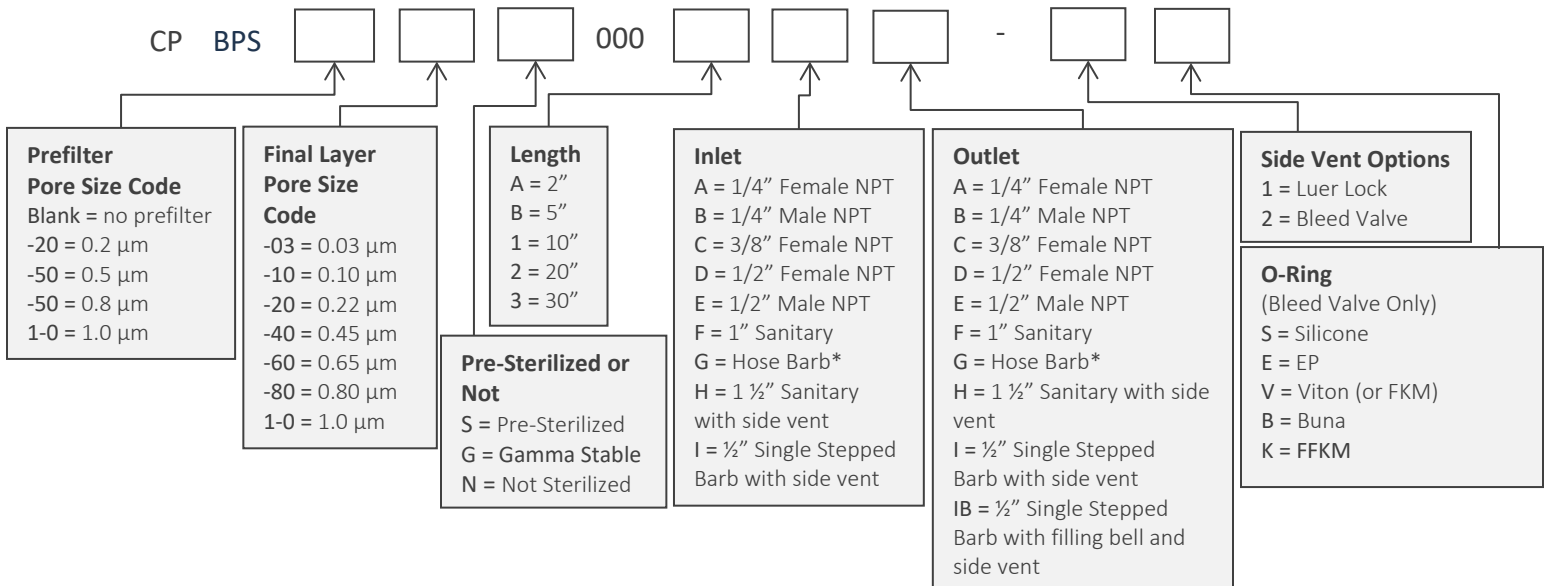 CP BPS 000 -
Prefilter
Pore Size Code
Blank = no prefilter
-20 = 0.2 µm
-50 = 0.5 µm
-50 = 0.8 µm
1-0 = 1.0 µm
Final Layer
Pore Size
Code
-03 = 0.03 µm
-10 = 0.10 µm
-20 = 0.22 µm
-40 = 0.45 µm
-60 = 0.65 µm
-80 = 0.80 µm
1-0 = 1.0 µm
Pre-Sterilized or
Not
S = Pre-Sterilized
G = Gamma Stable
N = Not Sterilized
Length
A = 2”
B = 5”
1 = 10”
2 = 20”
3 = 30”
Inlet
A = 1/4” Female NPT
B = 1/4” Male NPT
C = 3/8” Female NPT
D = 1/2” Female NPT
E = 1/2” Male NPT
F = 1” Sanitary
G = Hose Barb*
H = 1 ½” Sanitary
with side vent
I = ½” Single Stepped
Barb with side vent
Outlet
A = 1/4” Female NPT
B = 1/4” Male NPT
C = 3/8” Female NPT
D = 1/2” Female NPT
E = 1/2” Male NPT
F = 1” Sanitary
G = Hose Barb*
H = 1 ½” Sanitary with side
vent
I = ½” Single Stepped
Barb with side vent
IB = ½” Single Stepped
Barb with filling bell and
side vent
Side Vent Options
1 = Luer Lock
2 = Bleed Valve
O-Ring
(Bleed Valve Only)
S = Silicone
E = EP
V = Viton (or FKM)
B = Buna
K = FFKM